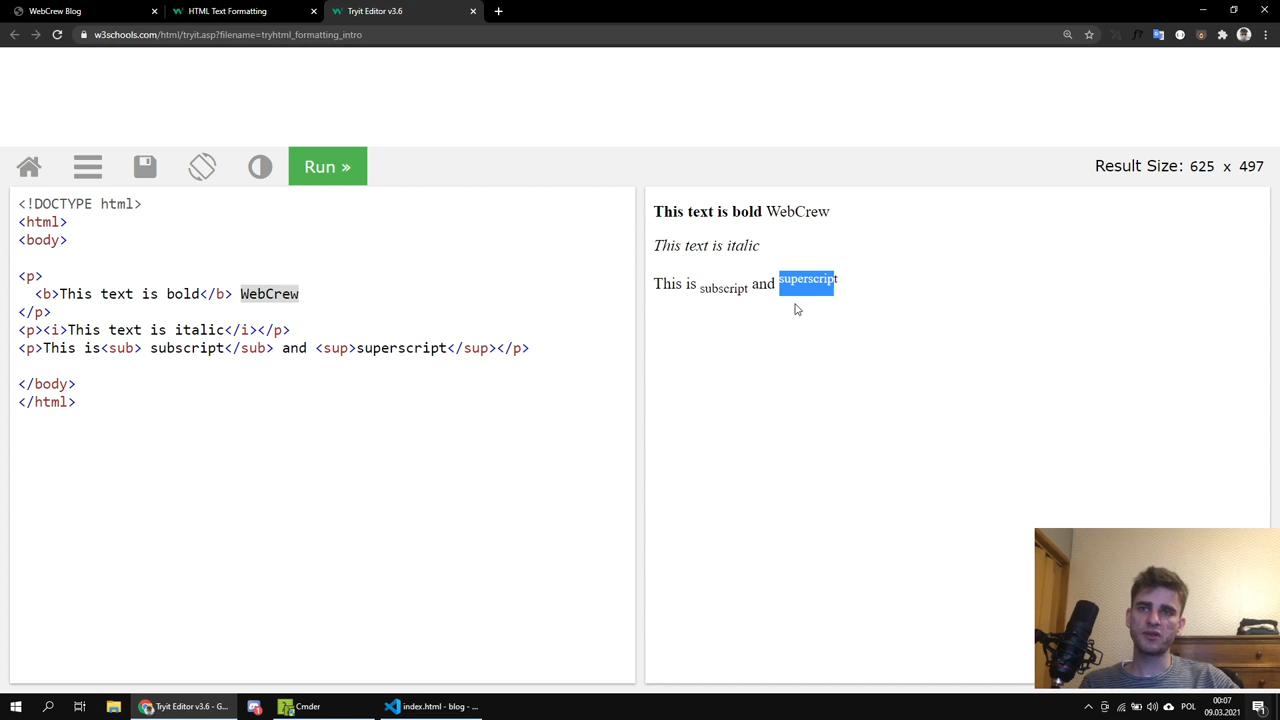 WebCrew Blog
HTML Text Formatting
Tryit Editor v3.6
w3schools.com/html/tryit.asp?filename=tryhtml_formatting_intro
Run »
Result Size: 625 x 497
<!DOCTYPE html>
<html>
<body>
<p>
<b>This text is bold</b> WebCrew
</p>
<p><i>This text is italic</i></p>
<p>This is<sub> subscript</sub> and <sup>superscript</sup></p>
</body>
</html>
This text is bold WebCrew
This text is italic
This is subscript and superscript
Tryit Editor v3.6 - G...
Cmder
index.html - blog - ...
POL
00:07
09.03.2021